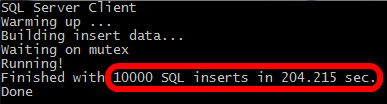 SQL Server Client
Warming up ...
Building insert data...
Waiting on mutex
Running!
Finished with 10000 SQL inserts in 204.215 sec.
Done